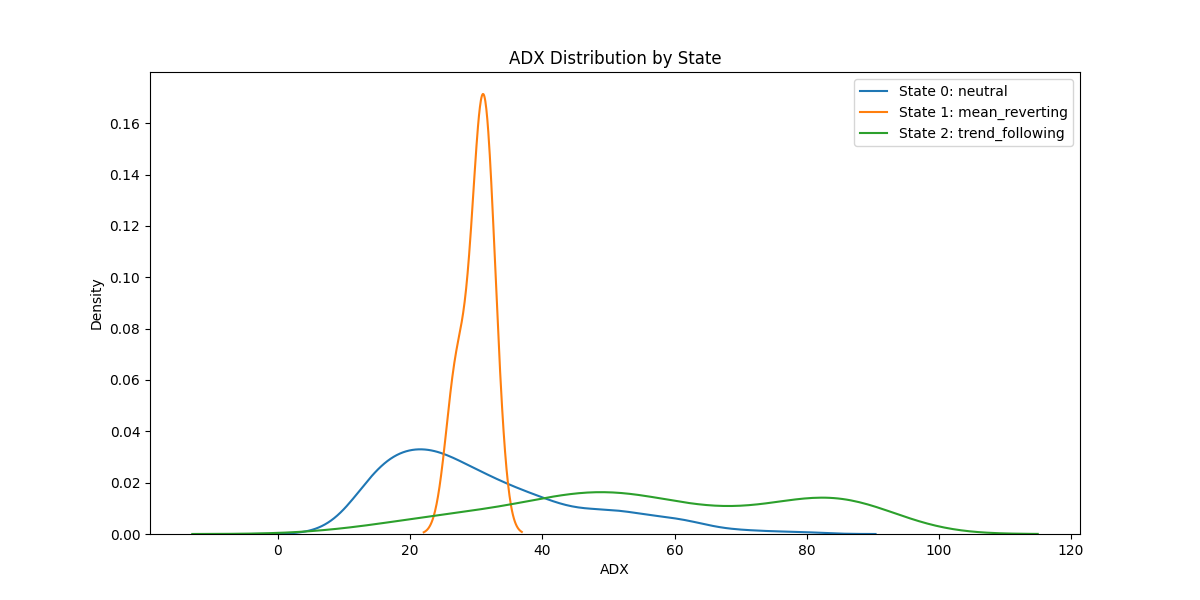 ADX Distribution by State
State 0: neutral
State 1: mean_reverting
State 2: trend_following
Density
0.16
0.14
0.12
0.10
0.08
0.06
0.04
0.02
0.00
0 20 40 60 80 100 120
ADX